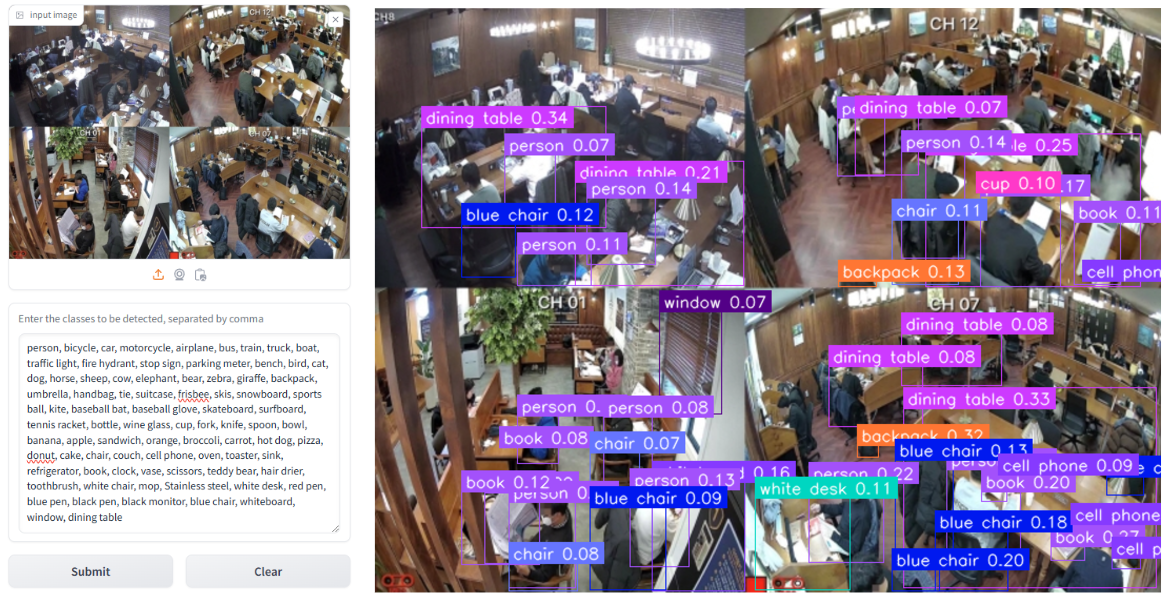 input image
CH 12
CH 01
CH 07
Enter the classes to be detected, separated by comma
person, bicycle, car, motorcycle, airplane, bus, train, truck, boat,
traffic light, fire hydrant, stop sign, parking meter, bench, bird, cat,
dog, horse, sheep, cow, elephant, bear, zebra, giraffe, backpack,
umbrella, handbag, tie, suitcase, frisbee, skis, snowboard, sports
ball, kite, baseball bat, baseball glove, skateboard, surfboard,
tennis racket, bottle, wine glass, cup, fork, knife, spoon, bowl,
banana, apple, sandwich, orange, broccoli, carrot, hot dog, pizza,
donut, cake, chair, couch, cell phone, oven, toaster, sink,
refrigerator, book, clock, vase, scissors, teddy bear, hair drier,
toothbrush, white chair, mop, Stainless steel, white desk, red pen,
blue pen, black pen, black monitor, blue chair, whiteboard,
window, dining table
Submit
Clear
CH8
dining table 0.34
person 0.07
dining table 0.21
person 0.14
blue chair 0.12
person 0.11
CH 12
dining table 0.07
person 0.14
0.25
cup 0.10
.17
chair 0.11
book 0.11
backpack 0.13
cell phon
CH 01
window 0.07
person 0.
person 0.08
book 0.08
chair 0.07
book 0.12
person 0.13
person 0
blue chair 0.09
chair 0.08
0.16
CH 07
dining table 0.08
dining table 0.08
dining table 0.33
backpack 0.32
blue chair 0.13
person 0.22
cell phone 0.09
book 0.20
white desk 0.11
blue chair 0.18
cell phone
book 0.27
cell p
blue chair 0.20